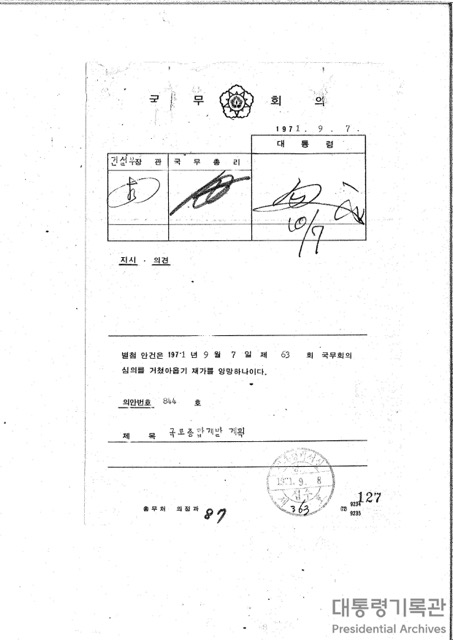 국 무 회 의
1971. 9. 7.
대 통 령
건설부장 관
국 무 총 리
10/7
지시 · 의견
별첨 안건은 1971 년 9 월 7 일 제 63 회 국무회의
심의를 거쳤아옵기 재가를 앙망하나이다.
의안번호 844 호
제 목 국토종합개발 계획
1971. 9. 8
363
총무처 의정과
87
127
9234
9235
대통령기록관
Presidential Archives